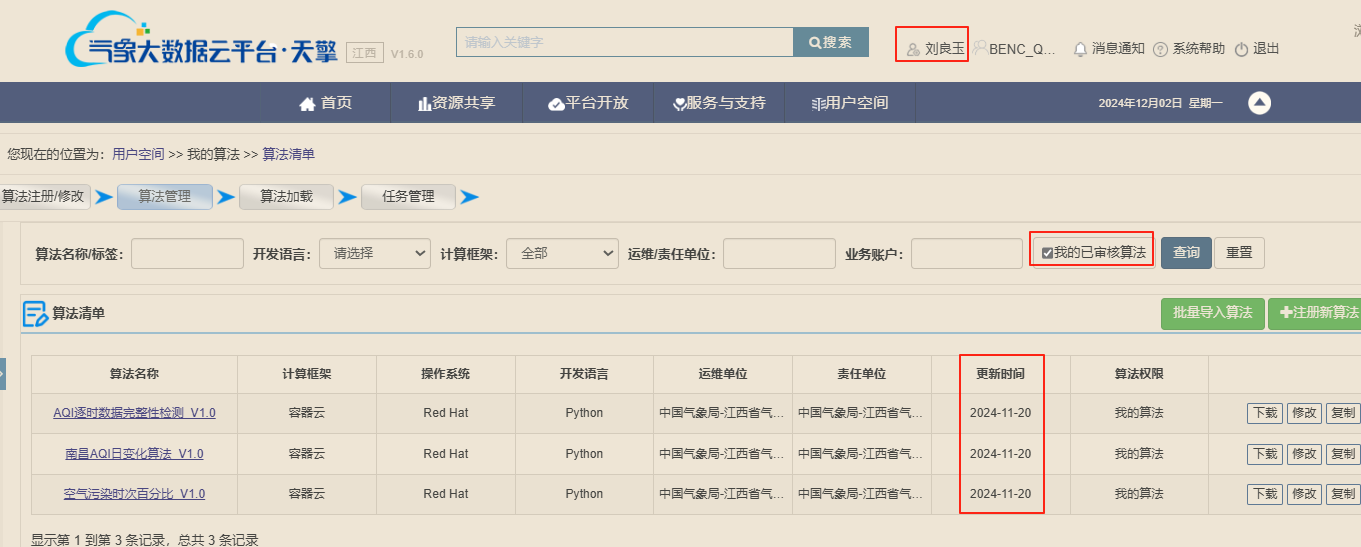 气象大数据云平台·天擎 江西 V1.6.0 请输入关键字 搜索 刘良玉 BENC_Q... 消息通知 系统帮助 退出
首页 资源共享 平台开放 服务与支持 用户空间 2024年12月02日 星期一
您现在的位置为：用户空间 >> 我的算法 >> 算法清单
算法注册/修改 算法管理 算法加载 任务管理
算法名称/标签： 开发语言： 请选择 计算框架： 全部 运维/责任单位： 业务账户： 我的已审核算法 查询 重置
算法清单 批量导入算法 注册新算法
算法名称 计算框架 操作系统 开发语言 运维单位 责任单位 更新时间 算法权限
AQI逐时数据完整性检测_V1.0 容器云 Red Hat Python 中国气象局-江西省气... 中国气象局-江西省气... 2024-11-20 我的算法 下载 修改 复制
南昌AQI日变化算法_V1.0 容器云 Red Hat Python 中国气象局-江西省气... 中国气象局-江西省气... 2024-11-20 我的算法 下载 修改 复制
空气污染时次百分比_V1.0 容器云 Red Hat Python 中国气象局-江西省气... 中国气象局-江西省气... 2024-11-20 我的算法 下载 修改 复制
显示第 1 到第 3 条记录，总共 3 条记录